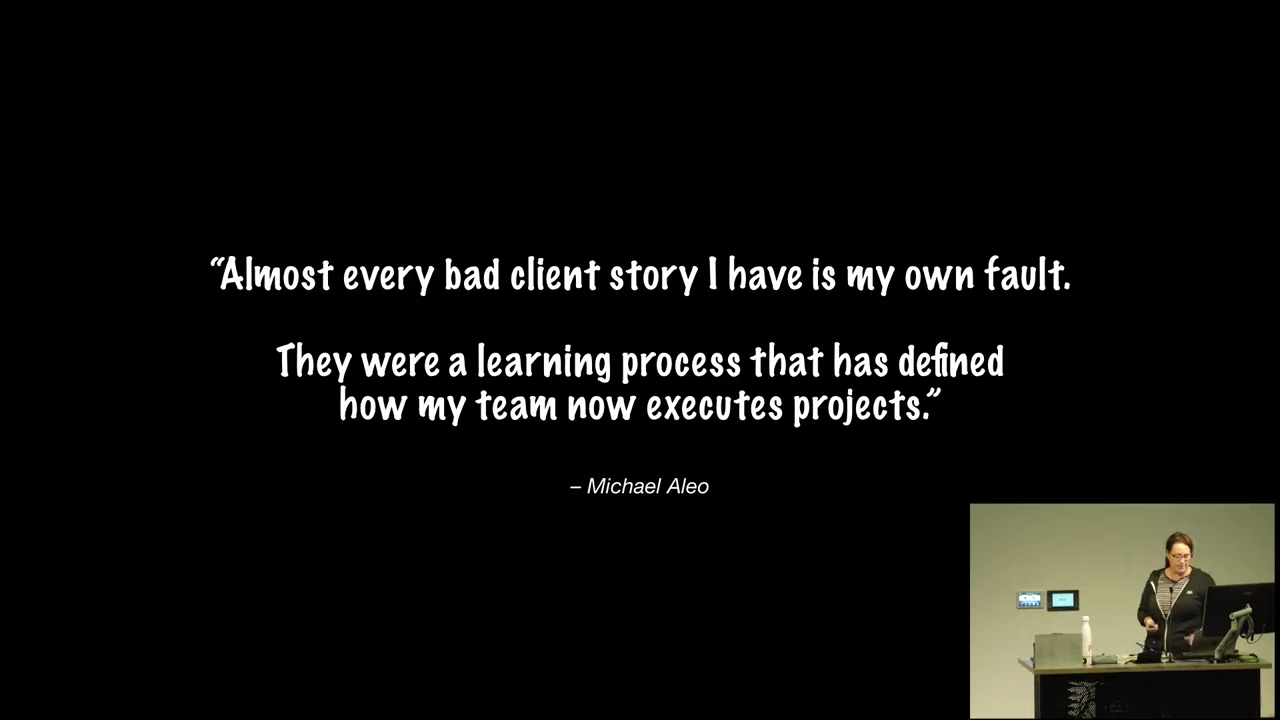 “Almost every bad client story I have is my own fault.
They were a learning process that has defined
how my team now executes projects.”
– Michael Aleo